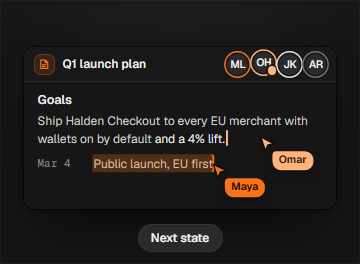 Q1 launch plan
ML OH JK AR
Goals
Ship Halden Checkout to every EU merchant with
wallets on by default and a 4% lift.
Omar
Mar 4 Public launch, EU first
Maya
Next state